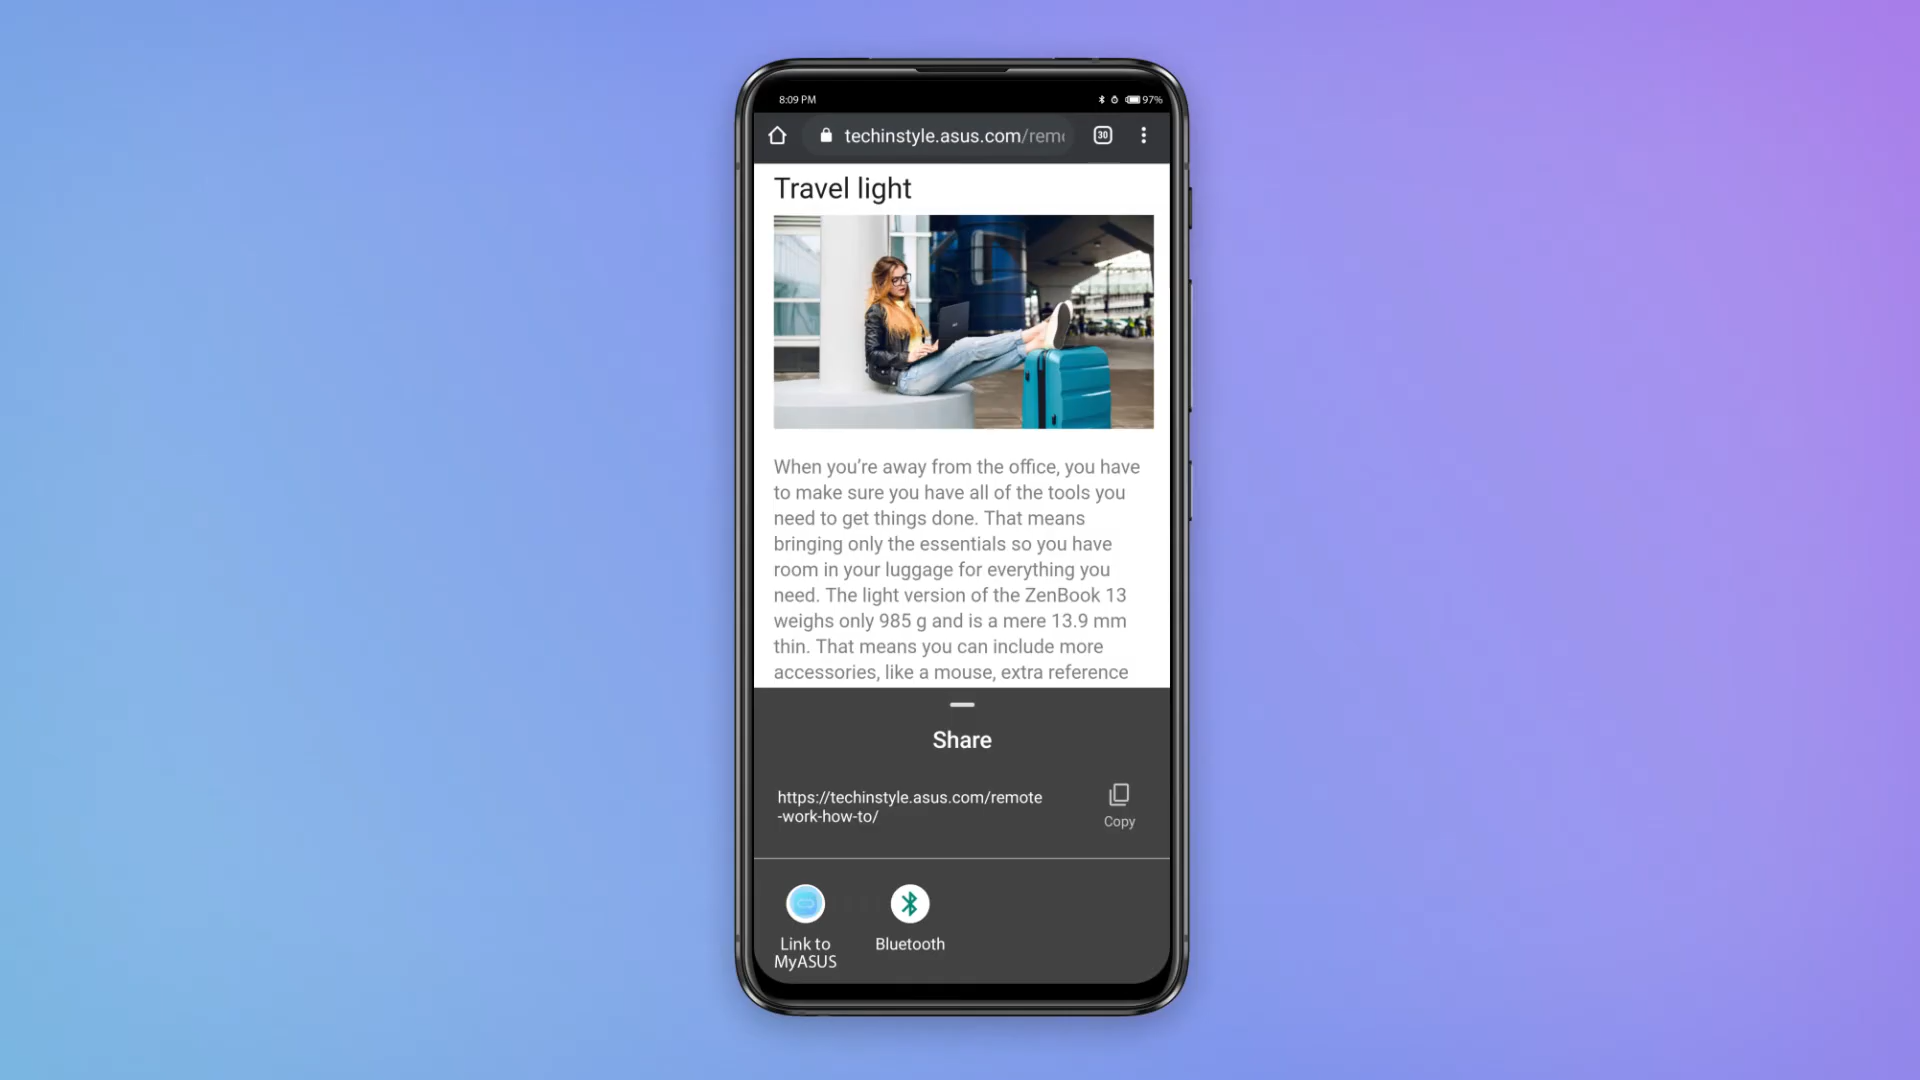 8:09 PM
97%
techinstyle.asus.com/remo
30
Travel light
When you’re away from the office, you have
to make sure you have all of the tools you
need to get things done. That means
bringing only the essentials so you have
room in your luggage for everything you
need. The light version of the ZenBook 13
weighs only 985 g and is a mere 13.9 mm
thin. That means you can include more
accessories, like a mouse, extra reference
Share
https://techinstyle.asus.com/remote
-work-how-to/
Copy
Link to
MyASUS
Bluetooth